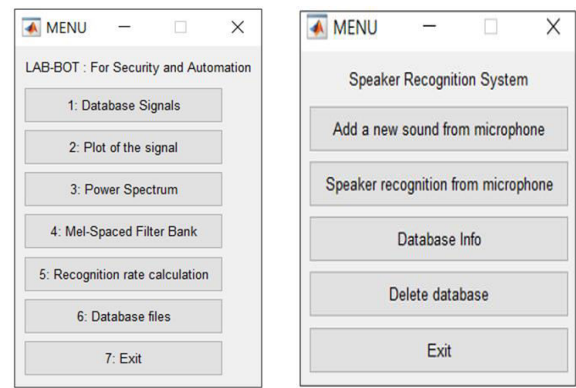 MENU
LAB-BOT : For Security and Automation
1: Database Signals
2: Plot of the signal
3: Power Spectrum
4: Mel-Spaced Filter Bank
5: Recognition rate calculation
6: Database files
7: Exit
MENU
Speaker Recognition System
Add a new sound from microphone
Speaker recognition from microphone
Database Info
Delete database
Exit